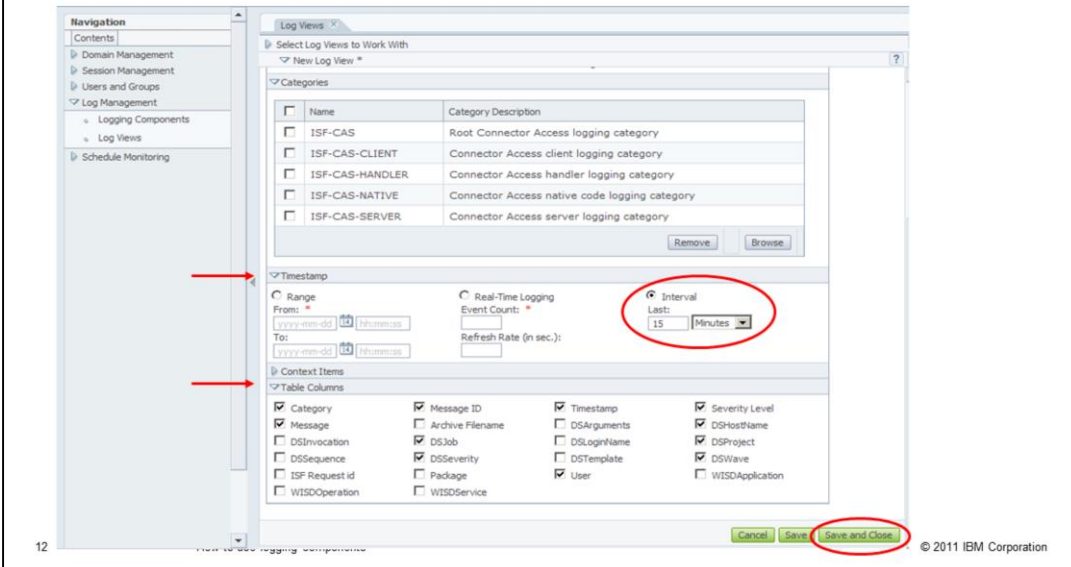 Navigation
Contents
Domain Management
Session Management
Users and Groups
Log Management
Logging Components
Log Views
Schedule Monitoring
Log Views
Select Log Views to Work With
New Log View *
?
Categories
Name Category Description
ISF-CAS Root Connector Access logging category
ISF-CAS-CLIENT Connector Access client logging category
ISF-CAS-HANDLER Connector Access handler logging category
ISF-CAS-NATIVE Connector Access native code logging category
ISF-CAS-SERVER Connector Access server logging category
Remove Browse
Timestamp
Range Real-Time Logging Interval
From: * Event Count: * Last:
yyyy-mm-dd 14 hh:mm:ss 15 Minutes
To: Refresh Rate (in sec.):
yyyy-mm-dd 14 hh:mm:ss
Context Items
Table Columns
Category Message ID Timestamp Severity Level
Message Archive Filename DSArguments DSHostName
DSInvocation DSJob DSLoginName DSProject
DSSequence DSSeverity DSTemplate DSWave
ISF Request id Package User WISDApplication
WISDOperation WISDService
Cancel Save Save and Close
12 How to use logging components © 2011 IBM Corporation